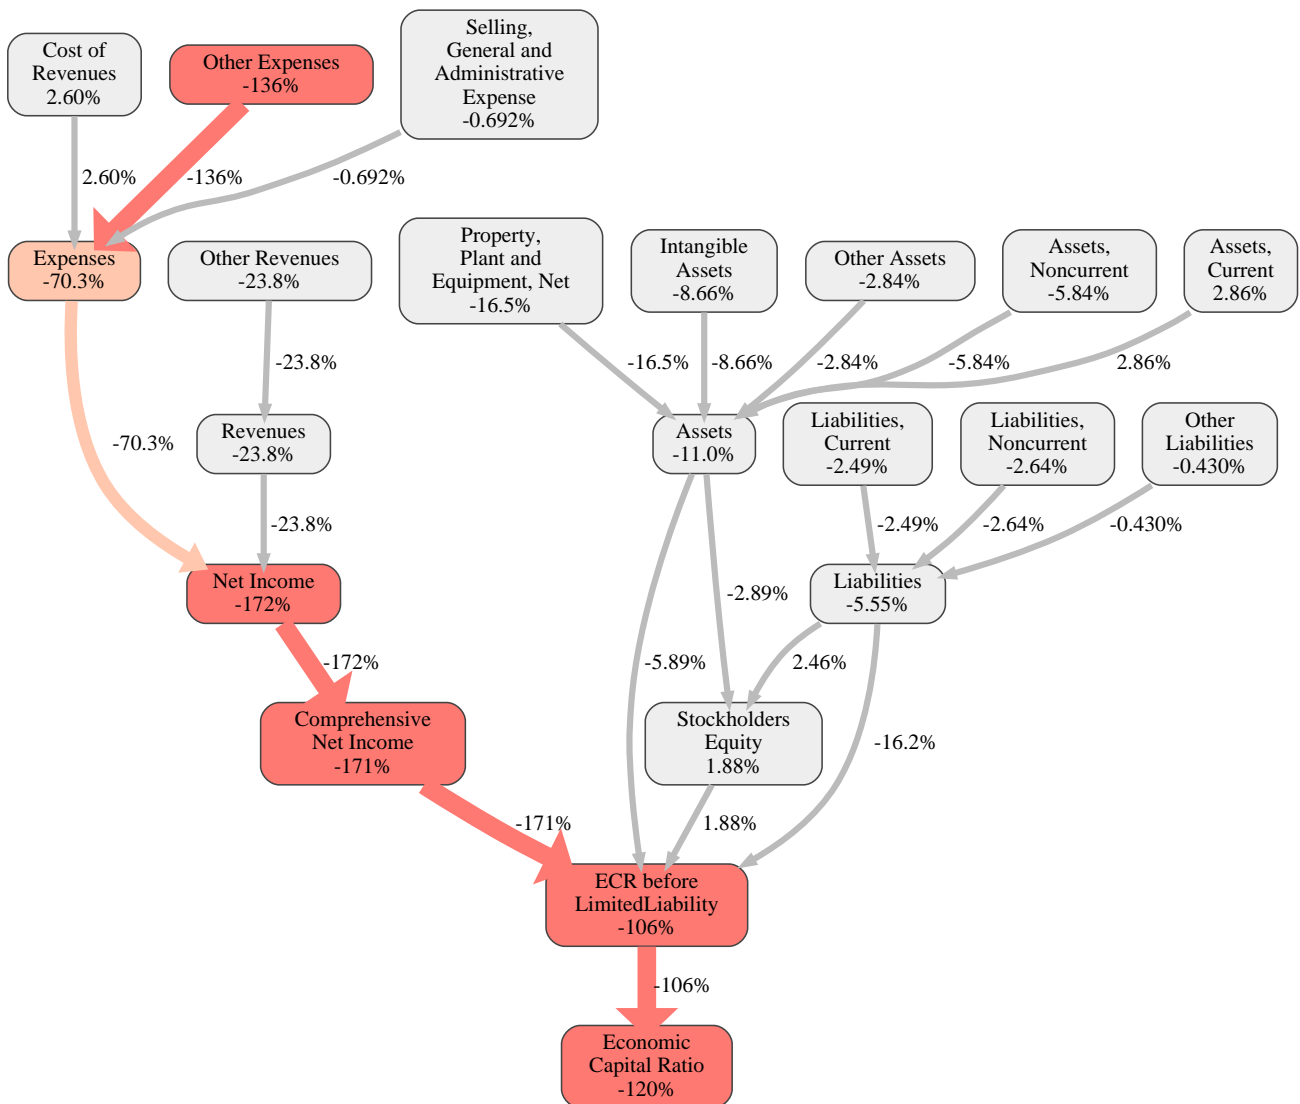 Cost of
Revenues
2.60%
Other Expenses
-136%
Selling,
General and
Administrative
Expense
-0.692%
2.60%
-136%
-0.692%
Expenses
-70.3%
Other Revenues
-23.8%
Property,
Plant and
Equipment, Net
-16.5%
Intangible
Assets
-8.66%
Other Assets
-2.84%
Assets,
Noncurrent
-5.84%
Assets,
Current
2.86%
-23.8%
-16.5%
-8.66%
-2.84%
-5.84%
2.86%
-70.3%
Revenues
-23.8%
Assets
-11.0%
Liabilities,
Current
-2.49%
Liabilities,
Noncurrent
-2.64%
Other
Liabilities
-0.430%
-23.8%
-2.49%
-2.64%
-0.430%
Net Income
-172%
-2.89%
Liabilities
-5.55%
-172%
-5.89%
2.46%
Comprehensive
Net Income
-171%
Stockholders
Equity
1.88%
-16.2%
-171%
1.88%
ECR before
LimitedLiability
-106%
-106%
Economic
Capital Ratio
-120%